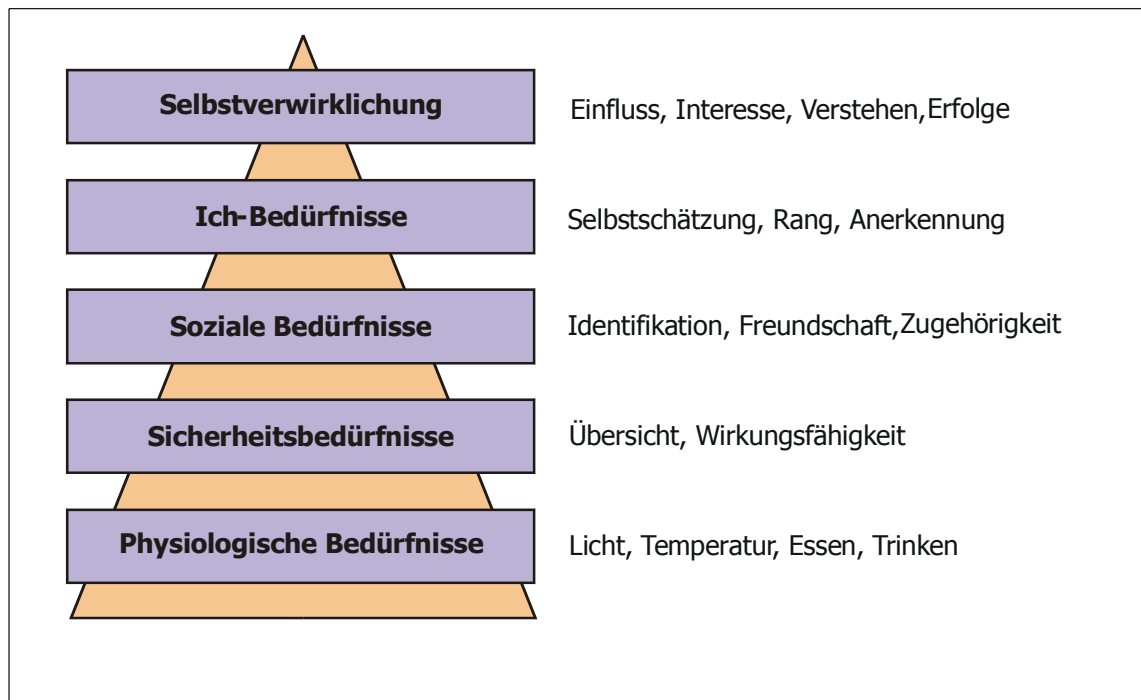 Selbstverwirklichung
Einfluss, Interesse, Verstehen,Erfolge
Ich-Bedürfnisse
Selbstschätzung, Rang, Anerkennung
Soziale Bedürfnisse
Identifikation, Freundschaft,Zugehörigkeit
Sicherheitsbedürfnisse
Übersicht, Wirkungsfähigkeit
Physiologische Bedürfnisse
Licht, Temperatur, Essen, Trinken